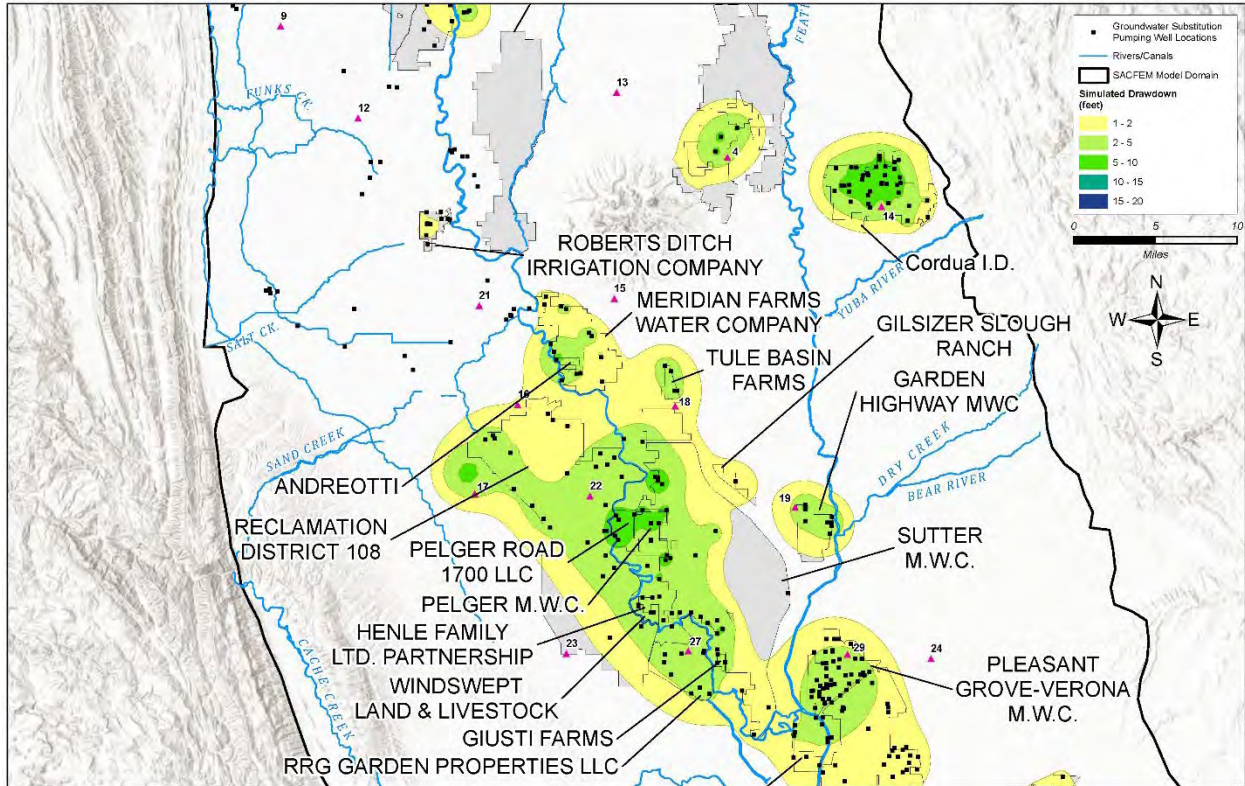 9
12
13
4
14
FUNKS CK.
FEATH
Groundwater Substitution
Pumping Well Locations
Rivers/Canals
SACFEM Model Domain
Simulated Drawdown
(feet)
1 - 2
2 - 5
5 - 10
10 - 15
15 - 20
0
5
10
Miles
N
W
E
S
ROBERTS DITCH
IRRIGATION COMPANY
Cordua I.D.
YUBA RIVER
21
15
MERIDIAN FARMS
WATER COMPANY
GILSIZER SLOUGH
RANCH
SALT CK.
TULE BASIN
FARMS
GARDEN
HIGHWAY MWC
16
18
SAND CREEK
DRY CREEK
BEAR RIVER
ANDREOTTI
17
22
19
RECLAMATION
DISTRICT 108
PELGER ROAD
1700 LLC
SUTTER
M.W.C.
PELGER M.W.C.
HENLE FAMILY
LTD. PARTNERSHIP
23
27
29
24
CACHE CREEK
WINDSWEPT
LAND & LIVESTOCK
PLEASANT
GROVE-VERONA
M.W.C.
GIUSTI FARMS
RRG GARDEN PROPERTIES LLC